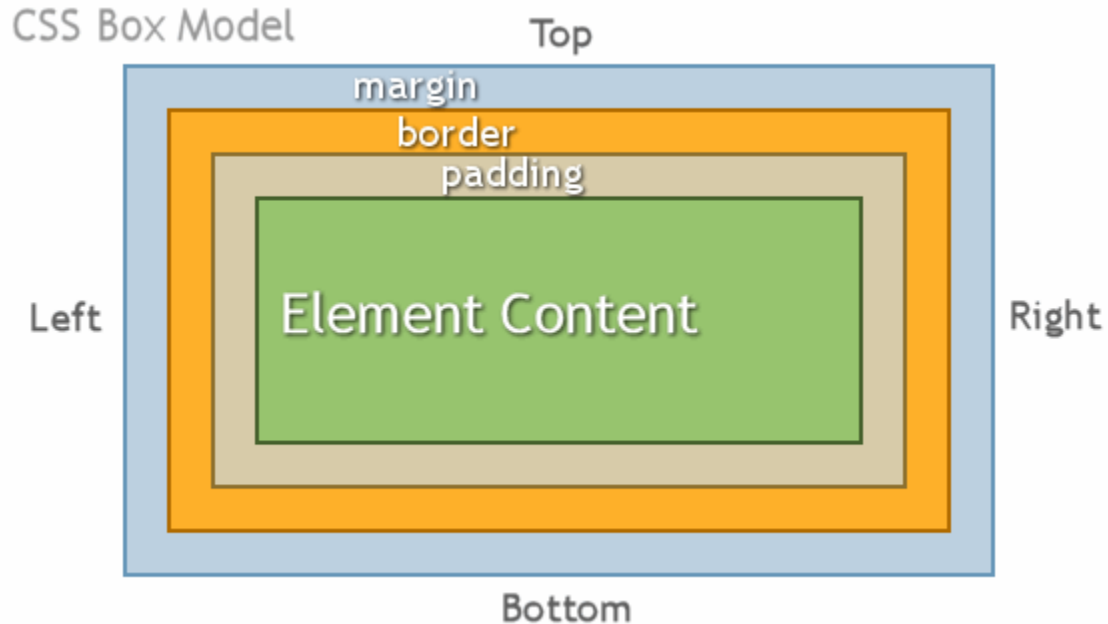 CSS Box Model
Top
margin
border
padding
Element Content
Left
Right
Bottom